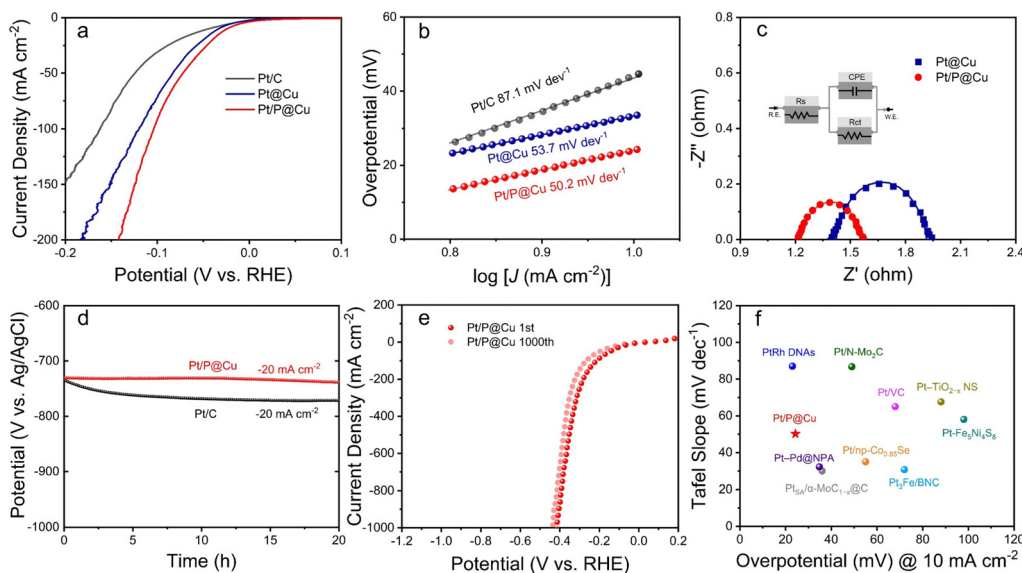 a
Current Density (mA cm⁻²)
0
-50
-100
-150
-200
Pt/C
Pt@Cu
Pt/P@Cu
-0.2
-0.1
0.0
0.1
Potential (V vs. RHE)
b
Overpotential (mV)
60
40
20
0
Pt/C 87.1 mV dev⁻¹
Pt@Cu 53.7 mV dev⁻¹
Pt/P@Cu 50.2 mV dev⁻¹
0.8
0.9
1.0
log [J (mA cm⁻²)]
c
-Z'' (ohm)
0.8
0.6
0.4
0.2
0.0
Pt@Cu
Pt/P@Cu
CPE
Rs
R.E.
W.E.
Rct
0.9
1.2
1.5
1.8
2.1
2.4
Z' (ohm)
d
Potential (V vs. Ag/AgCl)
-600
-700
-800
-900
-1000
Pt/P@Cu
-20 mA cm⁻²
Pt/C
-20 mA cm⁻²
0
5
10
15
20
Time (h)
e
Current Density (mA cm⁻²)
200
0
-200
-400
-600
-800
-1000
Pt/P@Cu 1st
Pt/P@Cu 1000th
-1.2
-1.0
-0.8
-0.6
-0.4
-0.2
0.0
0.2
Potential (V vs. RHE)
f
Tafel Slope (mV dec⁻¹)
120
100
80
60
40
20
0
PtRh DNAs
Pt/N-Mo₂C
Pt/VC
Pt–TiO₂₋ₓ NS
Pt-Fe₅Ni₄S₈
Pt/P@Cu
Pt–Pd@NPA
Pt/np-Co₀.₈₅Se
Pt_SA/α-MoC₁₋ₓ@C
Pt₃Fe/BNC
0
20
40
60
80
100
120
Overpotential (mV) @ 10 mA cm⁻²